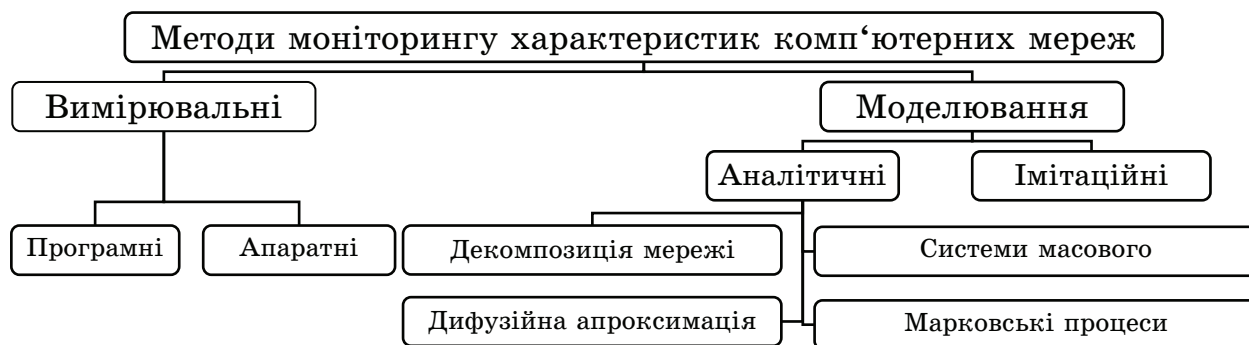 Методи моніторингу характеристик комп‘ютерних мереж
Вимірювальні
Моделювання
Аналітичні
Імітаційні
Програмні
Апаратні
Декомпозиція мережі
Системи масового
Дифузійна апроксимація
Марковські процеси